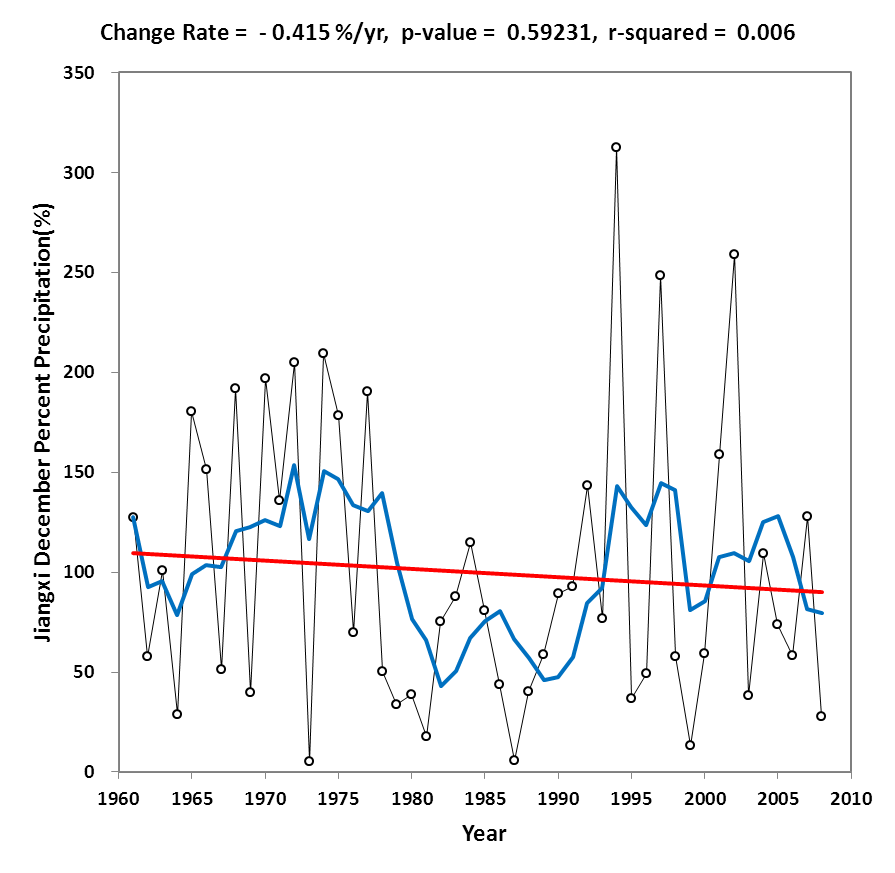 Change Rate = - 0.415 %/yr, p-value = 0.59231, r-squared = 0.006
350
300
250
200
150
100
50
0
Jiangxi December Percent Precipitation(%)
1960 1965 1970 1975 1980 1985 1990 1995 2000 2005 2010
Year